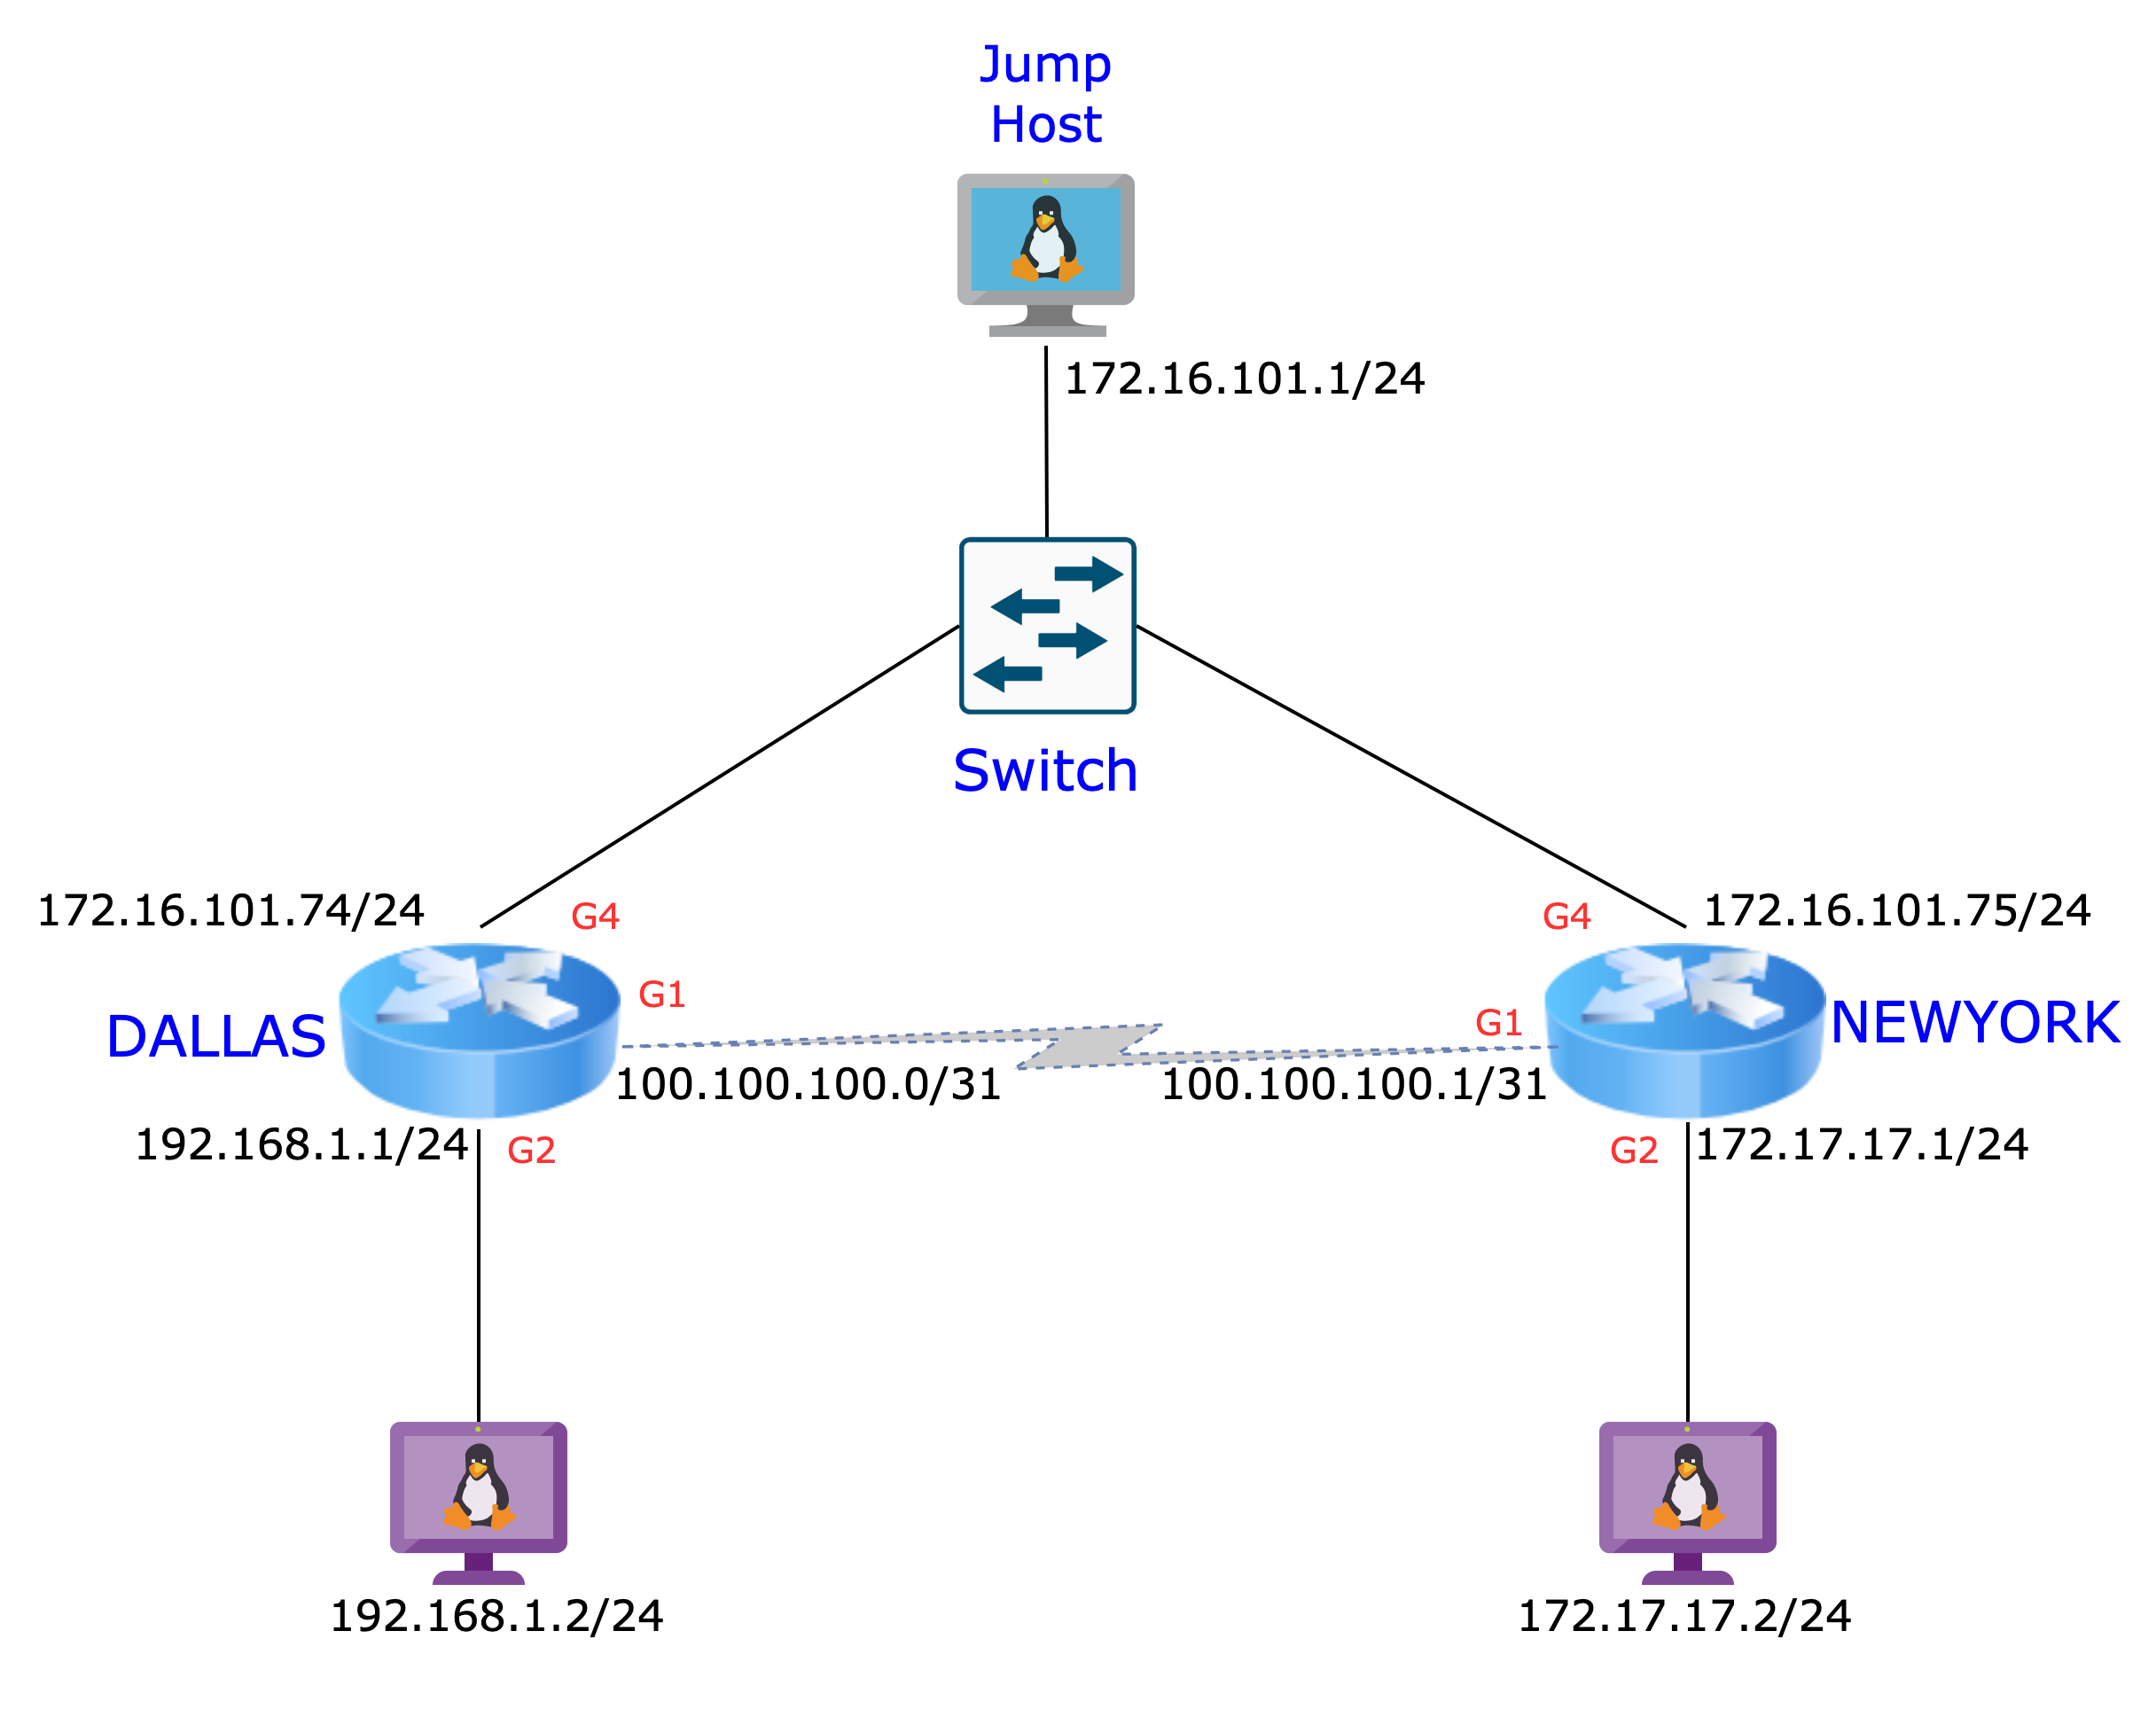 Jump
Host
172.16.101.1/24
Switch
172.16.101.74/24
G4
G4
172.16.101.75/24
G1
G1
DALLAS
NEWYORK
100.100.100.0/31
100.100.100.1/31
192.168.1.1/24
G2
G2
172.17.17.1/24
192.168.1.2/24
172.17.17.2/24